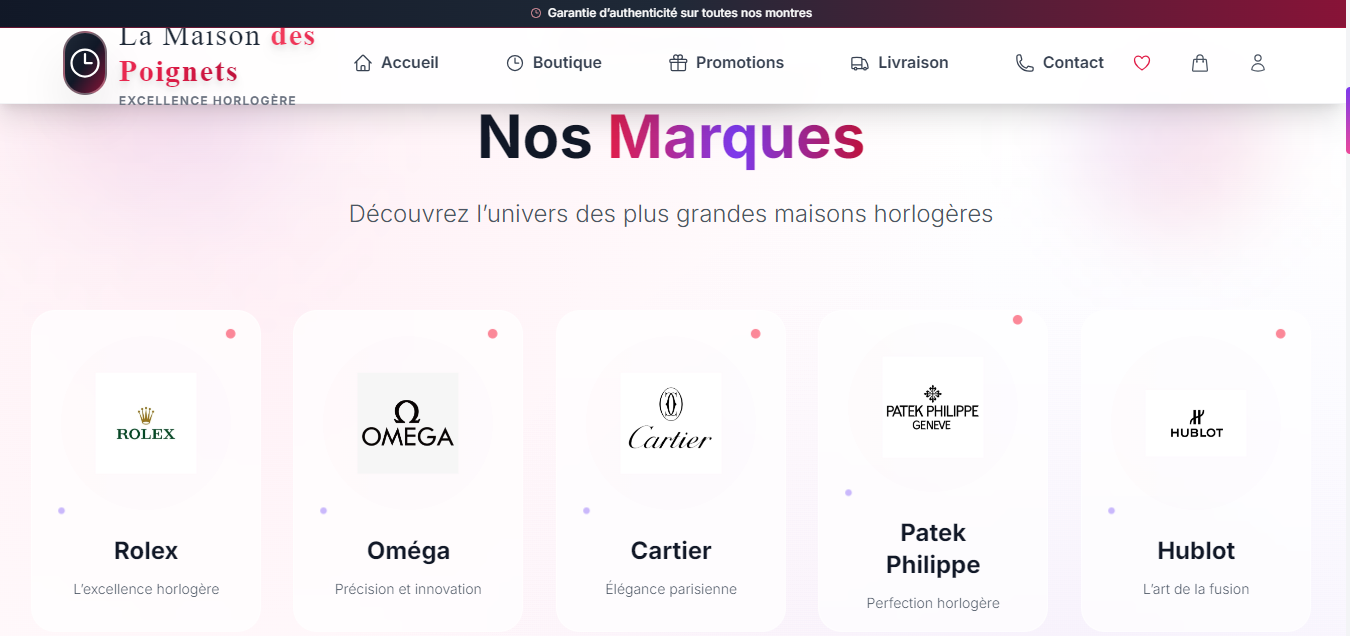 Garantie d’authenticité sur toutes nos montres
La Maison des
Poignets
EXCELLENCE HORLOGÈRE
Accueil
Boutique
Promotions
Livraison
Contact
Nos Marques
Découvrez l’univers des plus grandes maisons horlogères
ROLEX
OMEGA
Cartier
PATEK PHILIPPE
GENEVE
HUBLOT
Rolex
L’excellence horlogère
Oméga
Précision et innovation
Cartier
Élégance parisienne
Patek
Philippe
Perfection horlogère
Hublot
L’art de la fusion